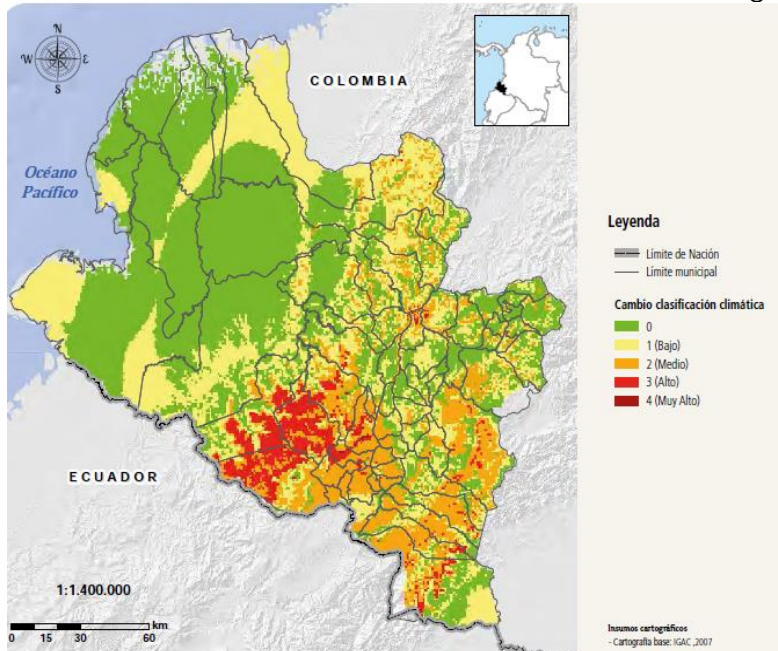 N
W E
S
COLOMBIA
Océano
Pacífico
ECUADOR
1:1.400.000
km
0 15 30 60
Leyenda
Límite de Nación
Límite municipal
Cambio clasificación climática
0
1 (Bajo)
2 (Medio)
3 (Alto)
4 (Muy Alto)
Insumos cartográficos
- Cartografía base: IGAC ,2007